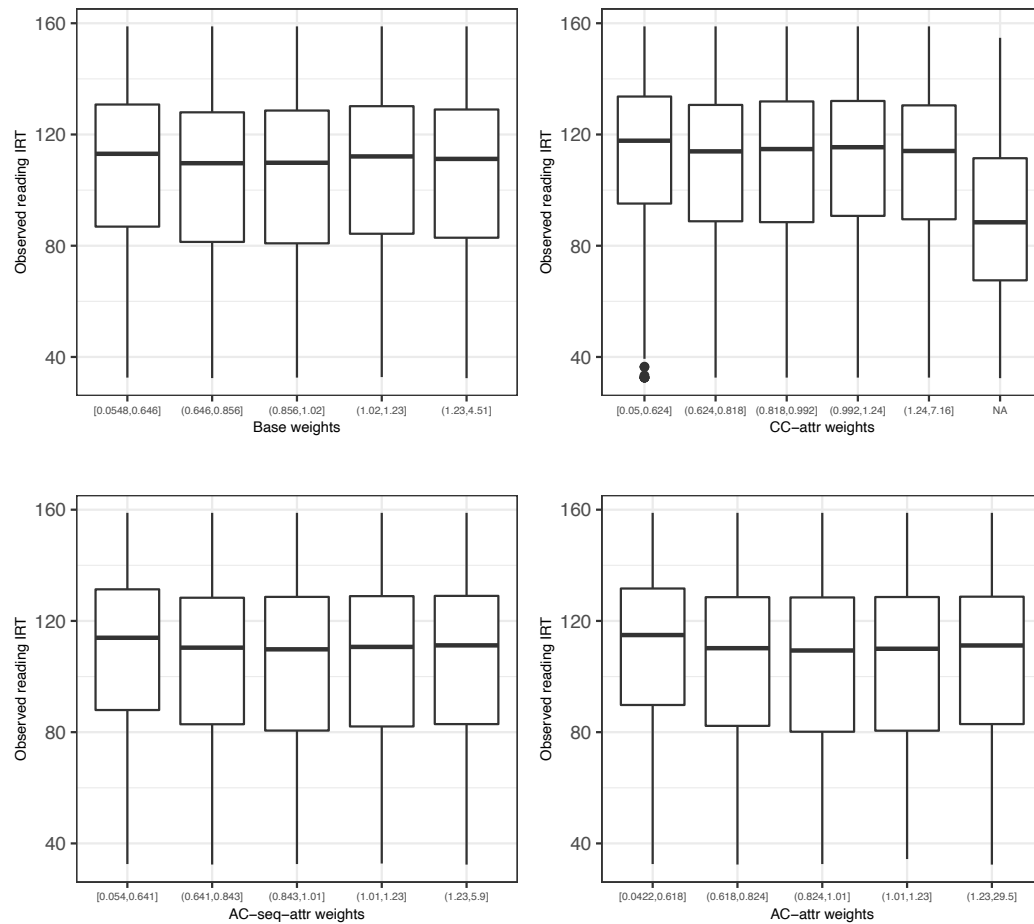 160
120
80
40
Observed reading IRT
[0.0548,0.646] (0.646,0.856] (0.856,1.02] (1.02,1.23] (1.23,4.51]
Base weights
160
120
80
40
Observed reading IRT
[0.05,0.624] (0.624,0.818] (0.818,0.992] (0.992,1.24] (1.24,7.16] NA
CC−attr weights
160
120
80
40
Observed reading IRT
[0.054,0.641] (0.641,0.843] (0.843,1.01] (1.01,1.23] (1.23,5.9]
AC−seq−attr weights
160
120
80
40
Observed reading IRT
[0.0422,0.618] (0.618,0.824] (0.824,1.01] (1.01,1.23] (1.23,29.5]
AC−attr weights